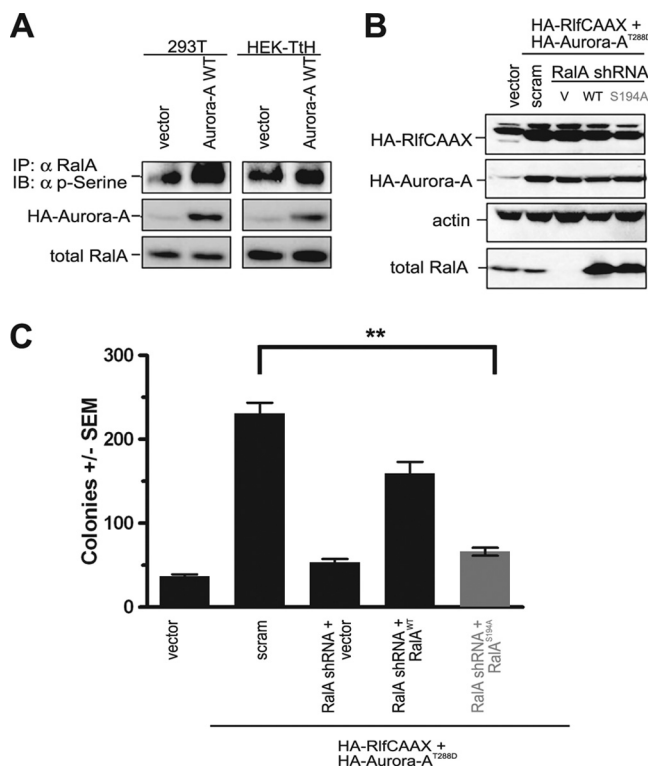 A
293T
HEK-TtH
vector
Aurora-A WT
vector
Aurora-A WT
IP: α RalA
IB: α p-Serine
HA-Aurora-A
total RalA
B
HA-RlfCAAX +
HA-Aurora-A^T288D
vector
scram
RalA shRNA
V
WT
S194A
HA-RlfCAAX
HA-Aurora-A
actin
total RalA
C
**
Colonies +/- SEM
300
200
100
0
vector
scram
RalA shRNA +
vector
RalA shRNA +
RalA^WT
RalA shRNA +
RalA^S194A
HA-RlfCAAX +
HA-Aurora-A^T288D